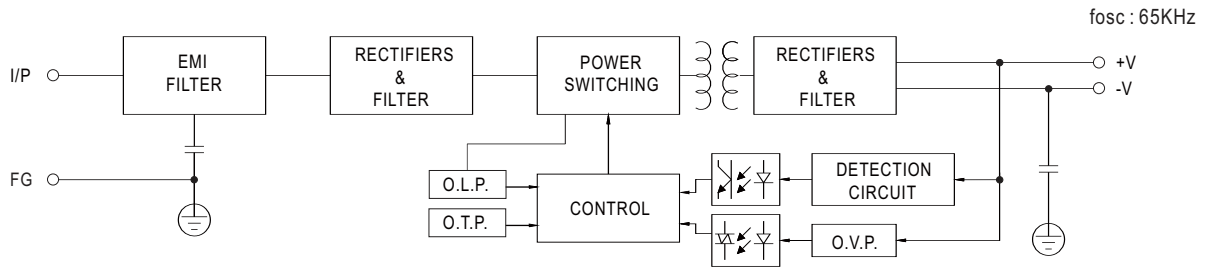 fosc : 65KHz
I/P
EMI
FILTER
RECTIFIERS
&
FILTER
POWER
SWITCHING
RECTIFIERS
&
FILTER
+V
-V
FG
O.L.P.
O.T.P.
CONTROL
DETECTION
CIRCUIT
O.V.P.